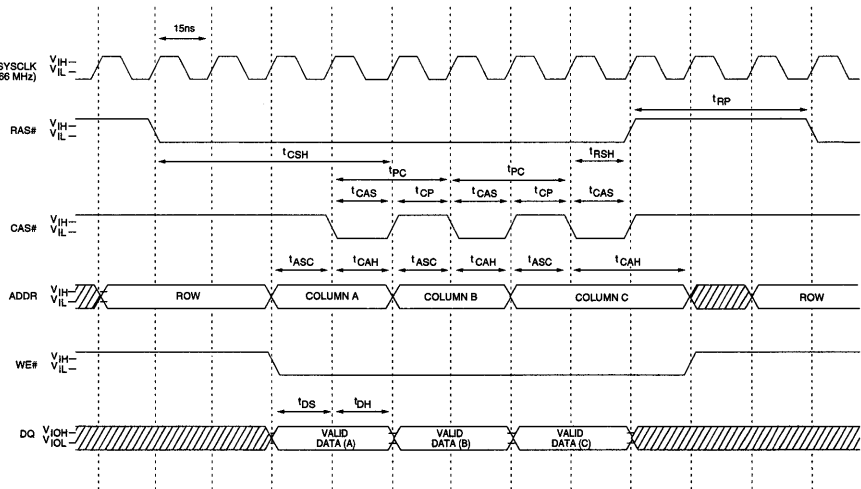 15ns
SYSCLK VIH
(66 MHz) VIL
tRP
RAS# VIH
VIL
tCSH tRSH
tPC tPC
tCAS tCP tCAS tCP tCAS
CAS# VIH
VIL
tASC tCAH tASC tCAH tASC tCAH
ADDR VIH
VIL
ROW COLUMN A COLUMN B COLUMN C ROW
WE# VIH
VIL
tDS tDH
DQ VIOH
VIOL
VALID DATA (A) VALID DATA (B) VALID DATA (C)